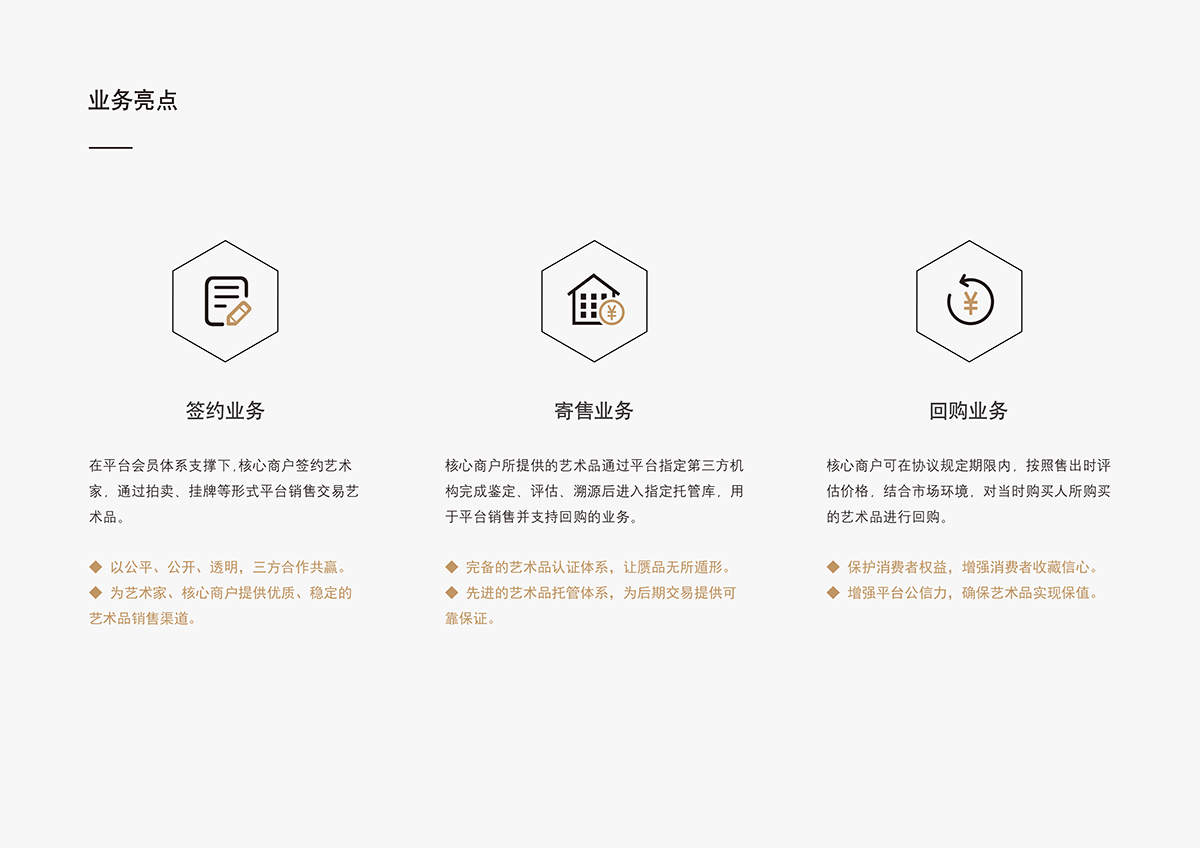 业务亮点
签约业务
在平台会员体系支撑下,核心商户签约艺术
家，通过拍卖、挂牌等形式平台销售交易艺
术品。
◆ 以公平、公开、透明，三方合作共赢。
◆ 为艺术家、核心商户提供优质、稳定的
艺术品销售渠道。
寄售业务
核心商户所提供的艺术品通过平台指定第三方机
构完成鉴定、评估、溯源后进入指定托管库，用
于平台销售并支持回购的业务。
◆ 完备的艺术品认证体系，让赝品无所遁形。
◆ 先进的艺术品托管体系，为后期交易提供可
靠保证。
回购业务
核心商户可在协议规定期限内，按照售出时评
估价格，结合市场环境，对当时购买人所购买
的艺术品进行回购。
◆ 保护消费者权益，增强消费者收藏信心。
◆ 增强平台公信力，确保艺术品实现保值。